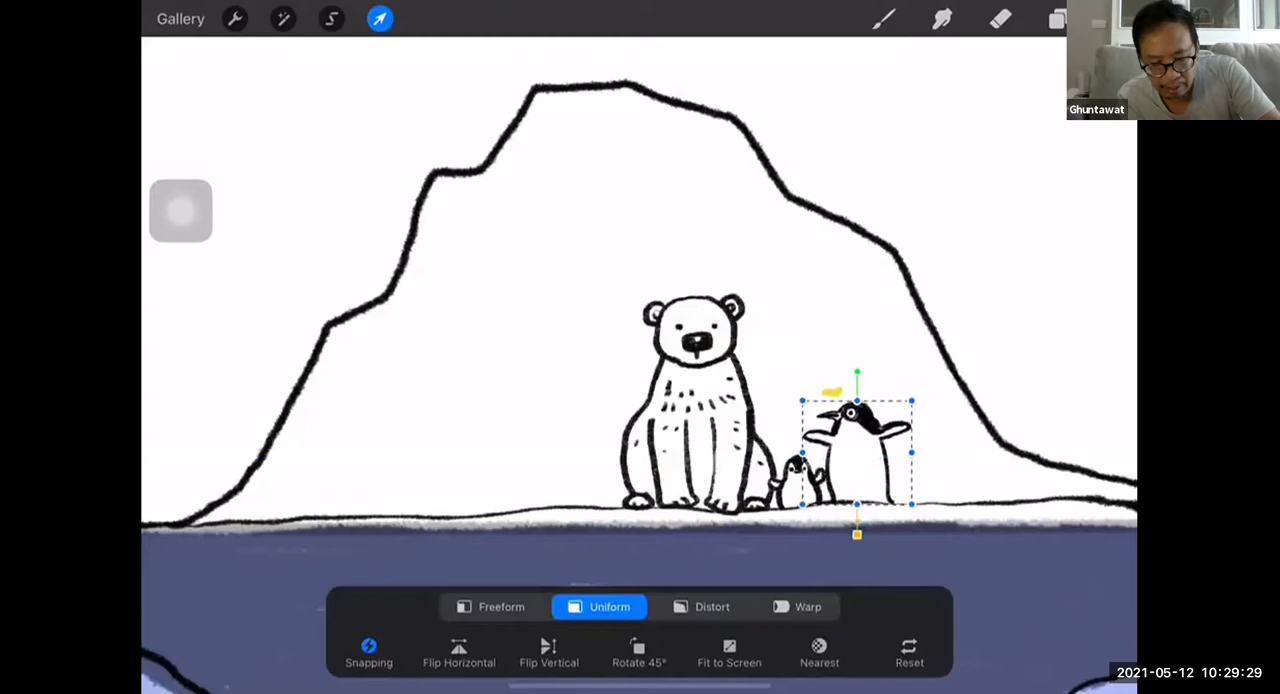 Gallery
Ghuntawat
Freeform Uniform Distort Warp
Snapping Flip Horizontal Flip Vertical Rotate 45° Fit to Screen Nearest Reset
2021-05-12 10:29:29